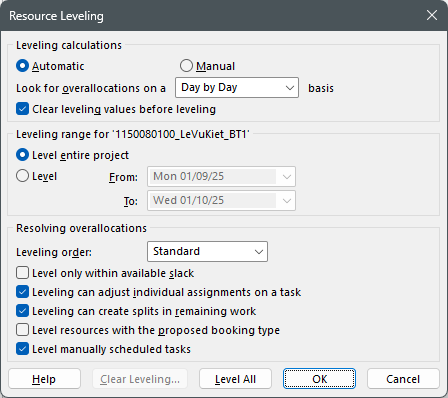 Resource Leveling
Leveling calculations
Automatic Manual
Look for overallocations on a Day by Day basis
Clear leveling values before leveling
Leveling range for '1150080100_LeVuKiet_BT1'
Level entire project
Level From: Mon 01/09/25
To: Wed 01/10/25
Resolving overallocations
Leveling order: Standard
Level only within available slack
Leveling can adjust individual assignments on a task
Leveling can create splits in remaining work
Level resources with the proposed booking type
Level manually scheduled tasks
Help Clear Leveling... Level All OK Cancel